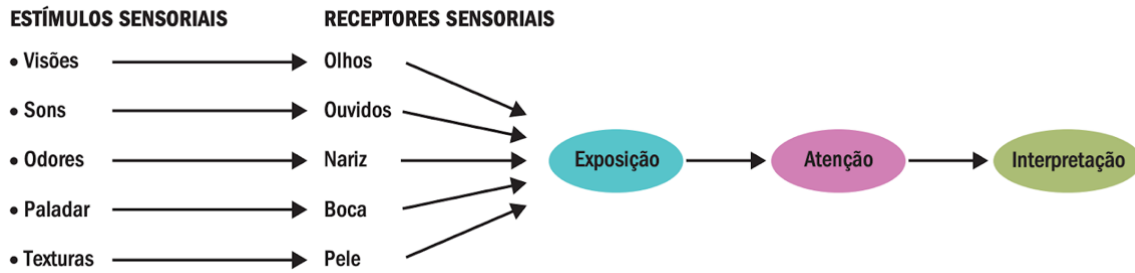 ESTÍMULOS SENSORIAIS RECEPTORES SENSORIAIS
• Visões Olhos
• Sons Ouvidos
• Odores Nariz Exposição Atenção Interpretação
• Paladar Boca
• Texturas Pele